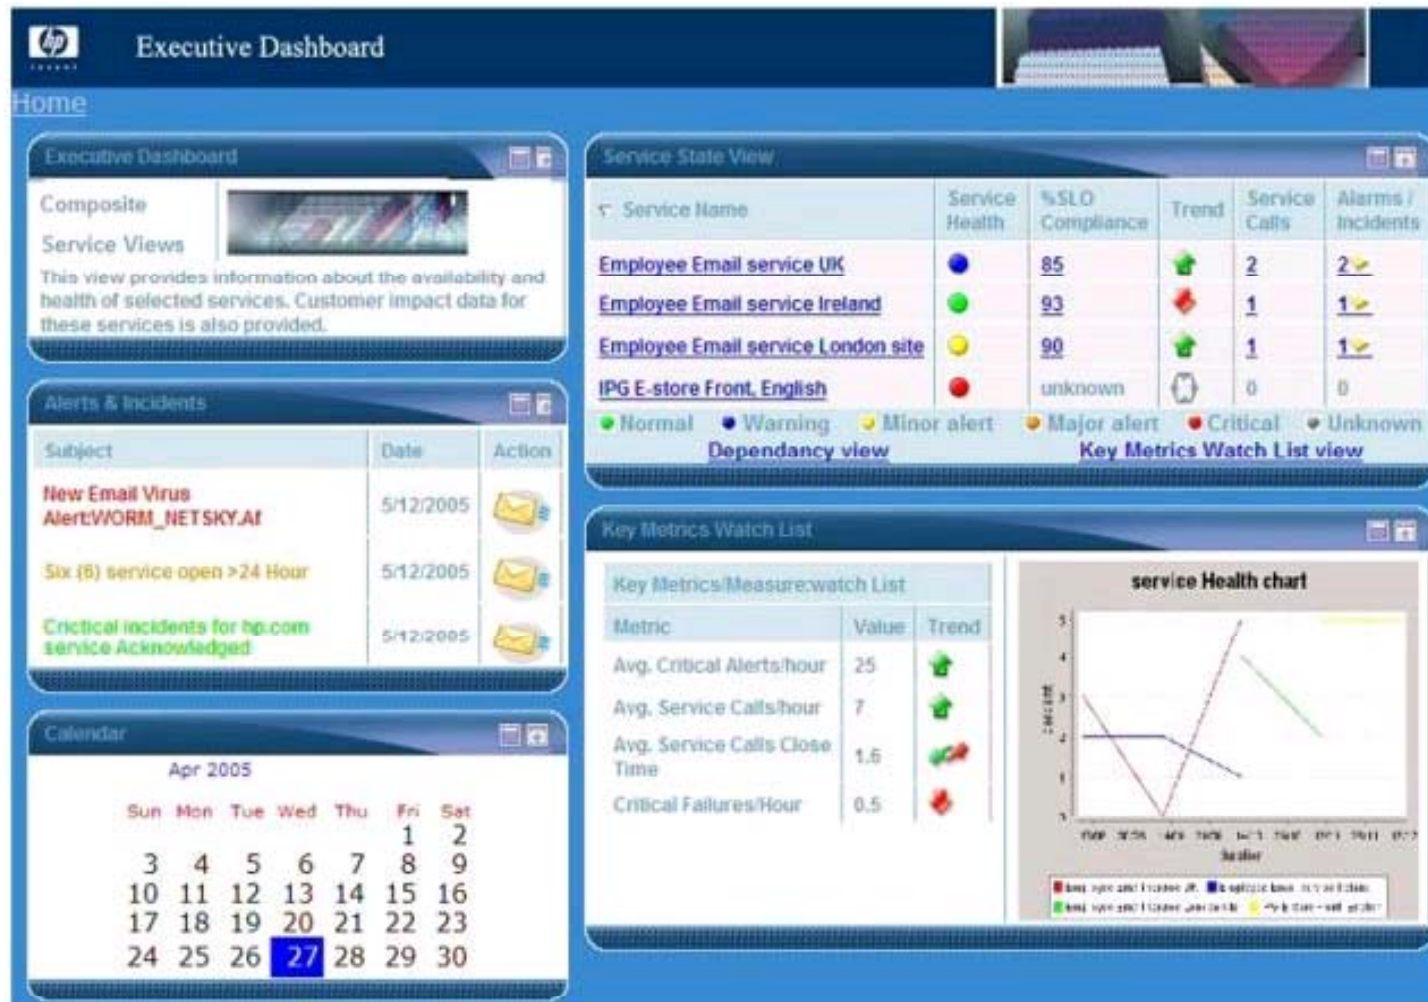 hp
invent
Executive Dashboard
Home
Executive Dashboard
Composite
Service Views
This view provides information about the availability and
health of selected services. Customer impact data for
these services is also provided.
Alerts & Incidents
Subject Date Action
New Email Virus
Alert:WORM_NETSKY.Af 5/12/2005
Six (6) service open >24 Hour 5/12/2005
Crictical incidents for hp.com
service Acknowledged 5/12/2005
Calendar
Apr 2005
Sun Mon Tue Wed Thu Fri Sat
1 2
3 4 5 6 7 8 9
10 11 12 13 14 15 16
17 18 19 20 21 22 23
24 25 26 27 28 29 30
Service State View
Service Name Service Health %SLO Compliance Trend Service Calls Alarms / Incidents
Employee Email service UK 85 2 2
Employee Email service Ireland 93 1 1
Employee Email service London site 90 1 1
IPG E-store Front, English unknown 0 0
Normal Warning Minor alert Major alert Critical Unknown
Dependancy view Key Metrics Watch List view
Key Metrics Watch List
Key Metrics/Measure:watch List
Metric Value Trend
Avg. Critical Alerts/hour 25
Avg. Service Calls/hour 7
Avg. Service Calls Close
Time 1.6
Critical Failures/Hour 0.5
service Health chart
5
4
3
2
1
0